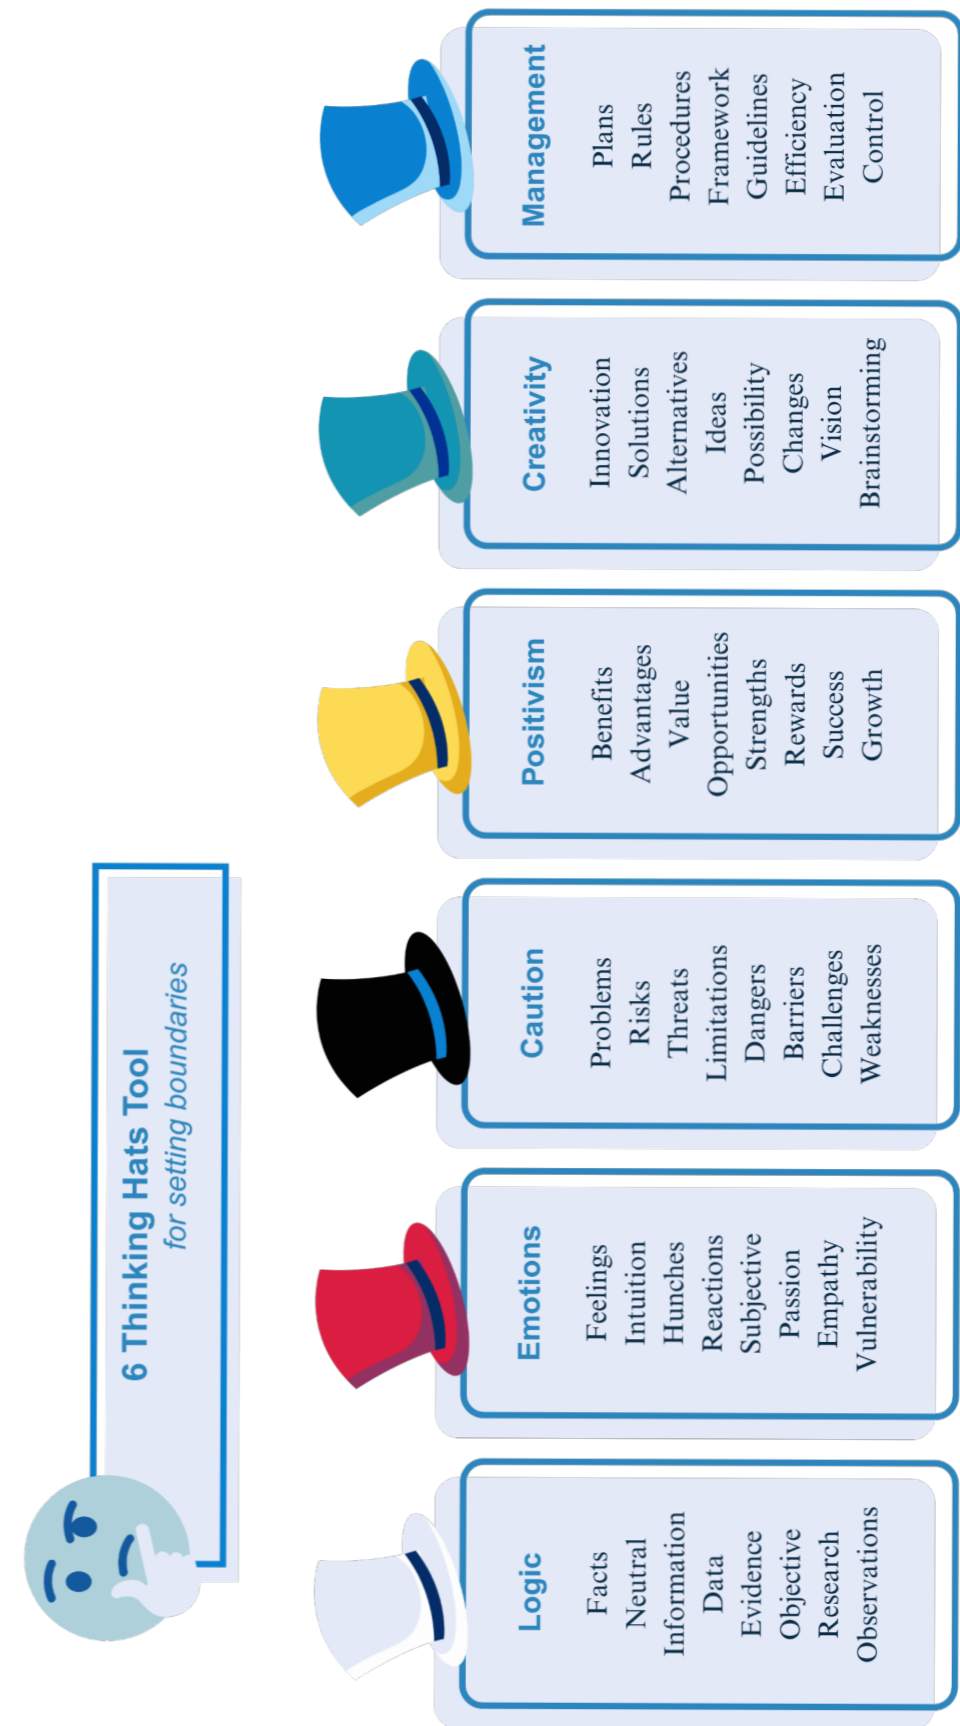 6 Thinking Hats Tool
for setting boundaries
Logic
Facts
Neutral
Information
Data
Evidence
Objective
Research
Observations
Emotions
Feelings
Intuition
Hunches
Reactions
Subjective
Passion
Empathy
Vulnerability
Caution
Problems
Risks
Threats
Limitations
Dangers
Barriers
Challenges
Weaknesses
Positivism
Benefits
Advantages
Value
Opportunities
Strengths
Rewards
Success
Growth
Creativity
Innovation
Solutions
Alternatives
Ideas
Possibility
Changes
Vision
Brainstorming
Management
Plans
Rules
Procedures
Framework
Guidelines
Efficiency
Evaluation
Control